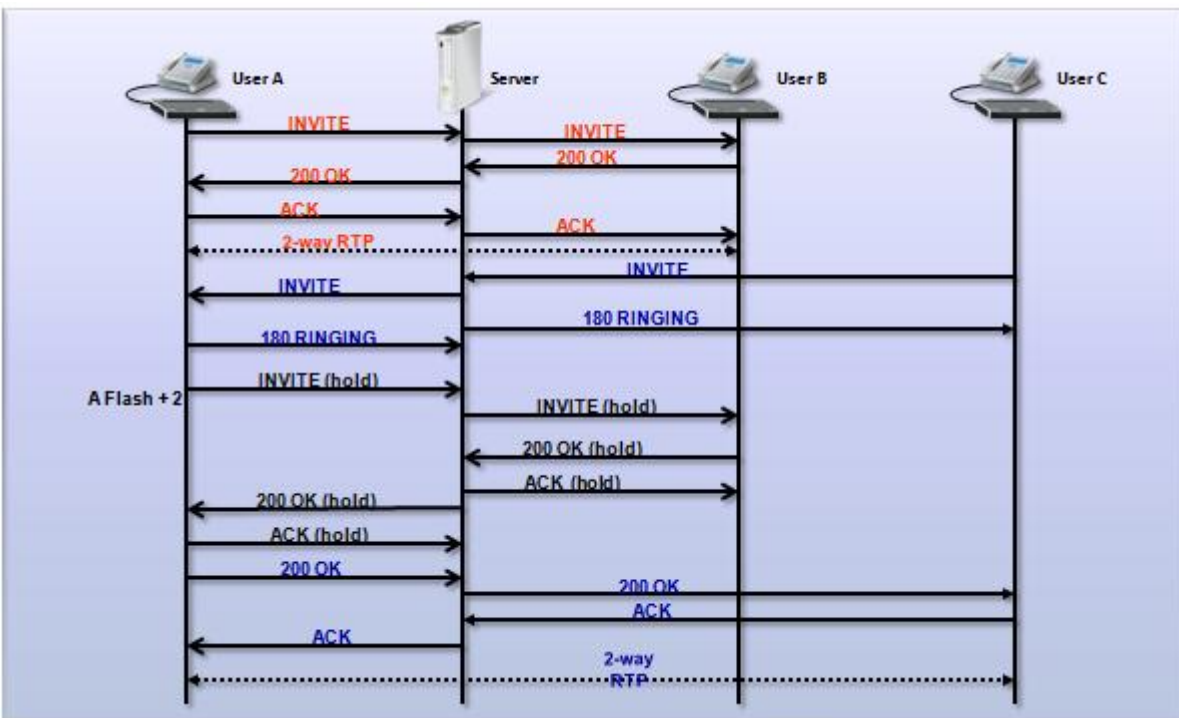 User A
Server
User B
User C
INVITE
INVITE
200 OK
200 OK
ACK
ACK
2-way RTP
INVITE
INVITE
180 RINGING
180 RINGING
INVITE (hold)
A Flash + 2
INVITE (hold)
200 OK (hold)
ACK (hold)
200 OK (hold)
ACK (hold)
200 OK
200 OK
ACK
ACK
2-way
RTP